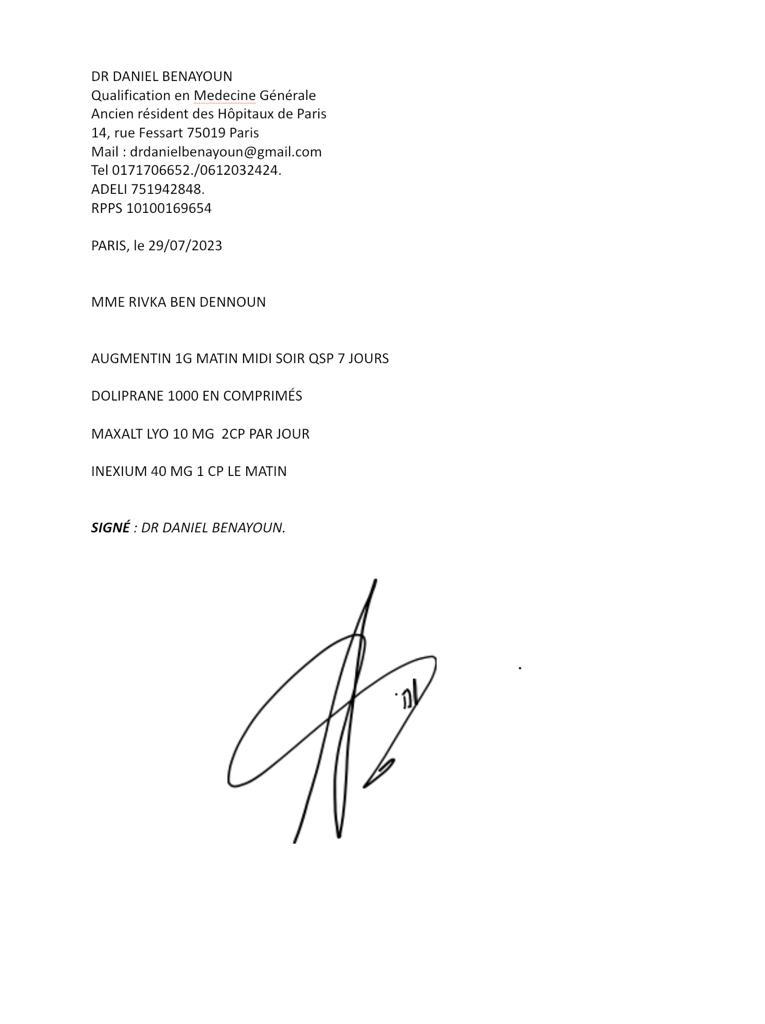 DR DANIEL BENAYOUN
Qualification en Medecine Générale
Ancien résident des Hôpitaux de Paris
14, rue Fessart 75019 Paris
Mail : drdanielbenayoun@gmail.com
Tel 0171706652./0612032424.
ADELI 751942848.
RPPS 10100169654
PARIS, le 29/07/2023
MME RIVKA BEN DENNOUN
AUGMENTIN 1G MATIN MIDI SOIR QSP 7 JOURS
DOLIPRANE 1000 EN COMPRIMÉS
MAXALT LYO 10 MG  2CP PAR JOUR
INEXIUM 40 MG 1 CP LE MATIN
SIGNÉ : DR DANIEL BENAYOUN.